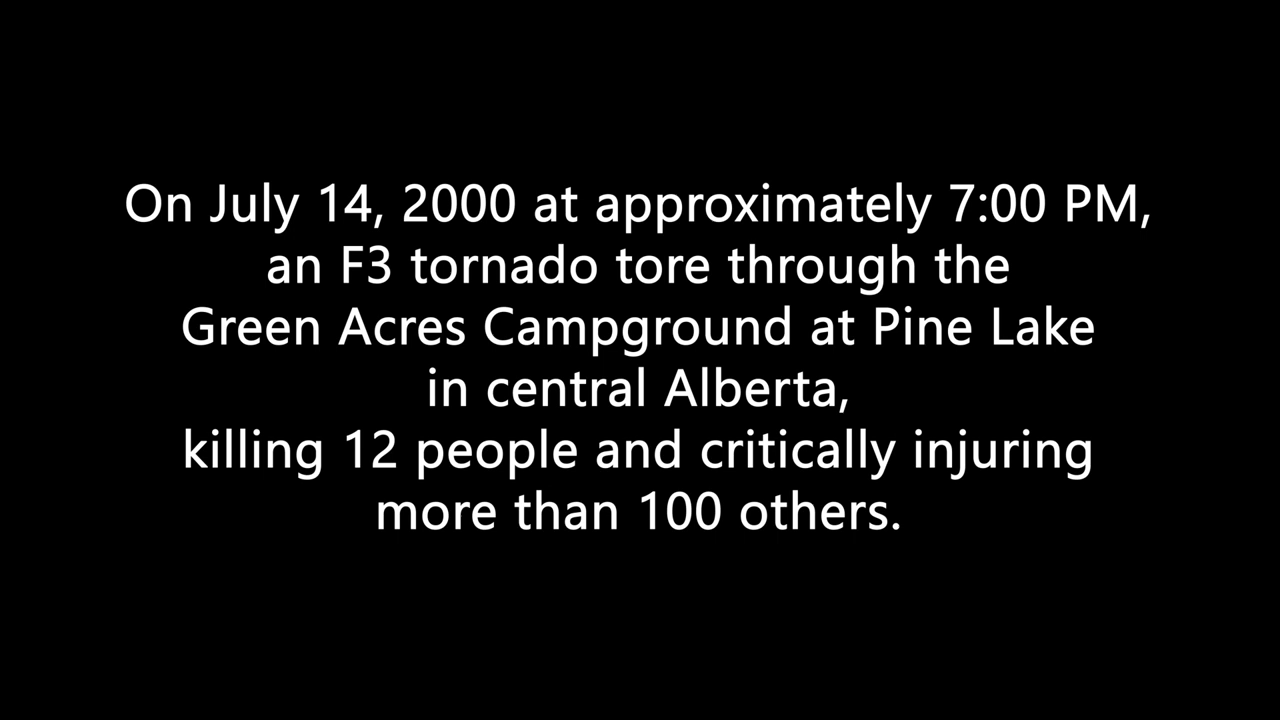 On July 14, 2000 at approximately 7:00 PM,
an F3 tornado tore through the
Green Acres Campground at Pine Lake
in central Alberta,
killing 12 people and critically injuring
more than 100 others.